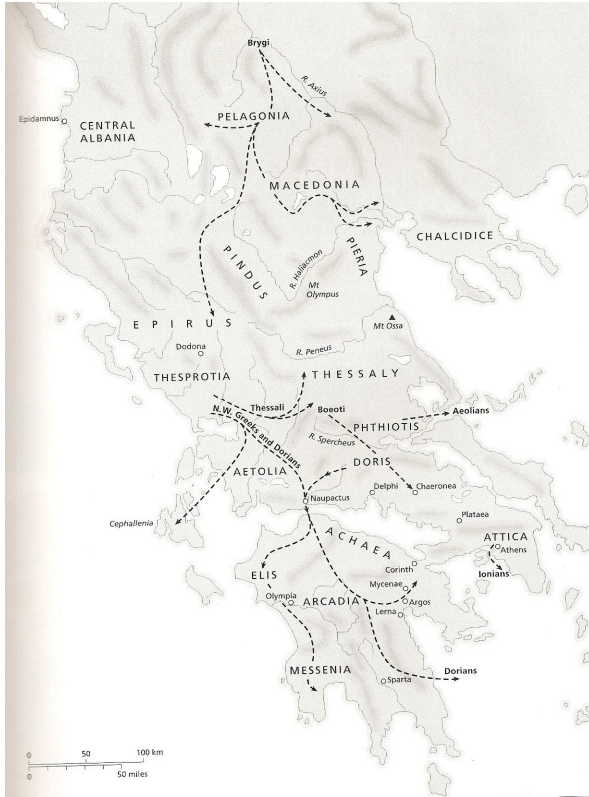 Brygi
R. Axius
Epidamnus
PELAGONIA
CENTRAL
ALBANIA
MACEDONIA
CHALCIDICE
PIERIA
PINDUS
R. Haliacmon
Mt
Olympus
EPIRUS
Mt Ossa
Dodona
R. Peneus
THESPROTIA
THESSALY
Thessali
Boeoti
Aeolians
N.W. Greeks and Dorians
PHTHIOTIS
R. Spercheus
DORIS
AETOLIA
Delphi
Chaeronea
Naupactus
Cephallenia
Plataea
ACHAEA
ATTICA
Athens
Corinth
ELIS
Ionians
Mycenae
Olympia
ARCADIA
Argos
Lerna
MESSENIA
Dorians
Sparta
0 50 100 km
0 50 miles